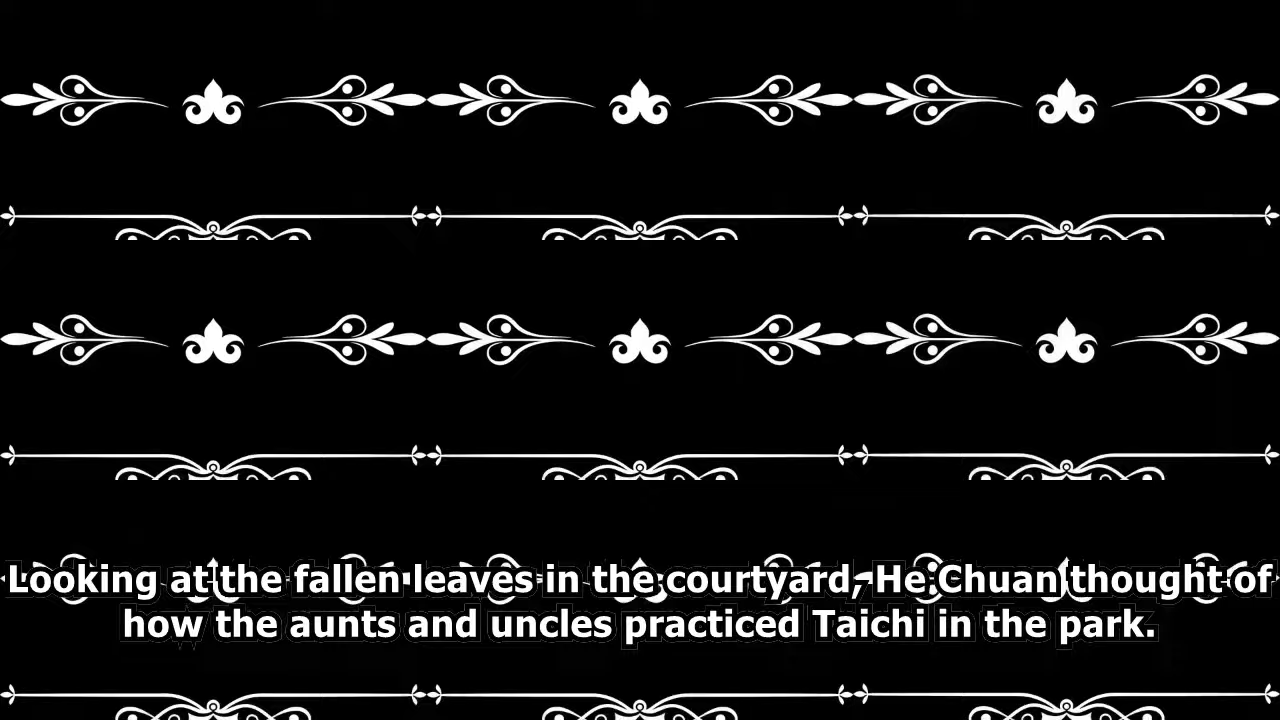 Looking at the fallen leaves in the courtyard, He Chuan thought of
how the aunts and uncles practiced Taichi in the park.